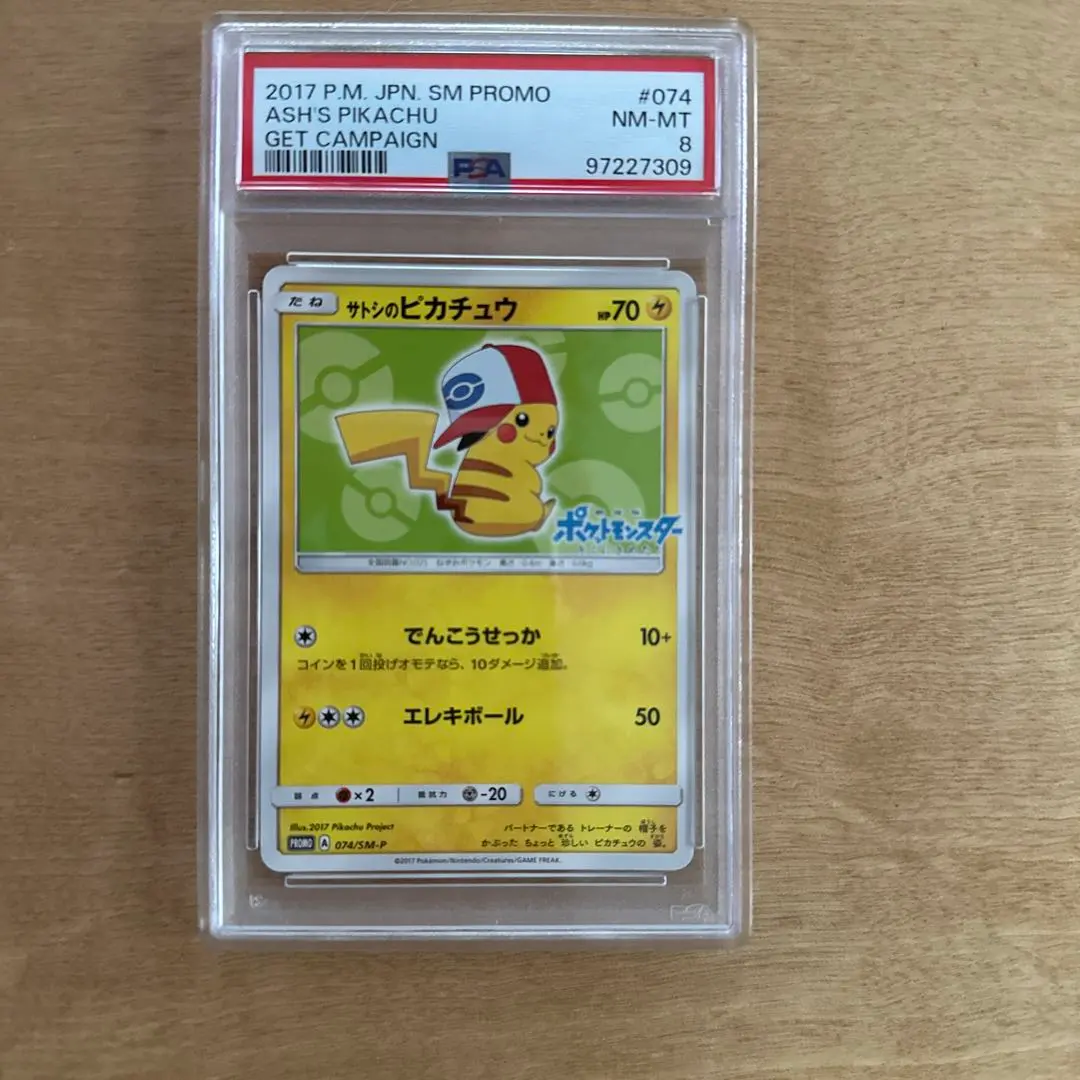 2017 P.M. JPN. SM PROMO #074
ASH'S PIKACHU NM-MT
GET CAMPAIGN 8
PSA 97227309
たね サトシのピカチュウ HP70
ポケットモンスター
でんこうせっか 10+
コインを1回投げオモテなら、10ダメージ追加。
エレキボール 50
弱点 ×2 抵抗力 -20 にげる
Illus.2017 Pikachu Project
パートナーである トレーナーの 帽子を
かぶった ちょっと 珍しい ピカチュウの 姿。
PROMO A 074/SM-P
©2017 Pokémon/Nintendo/Creatures/GAME FREAK.